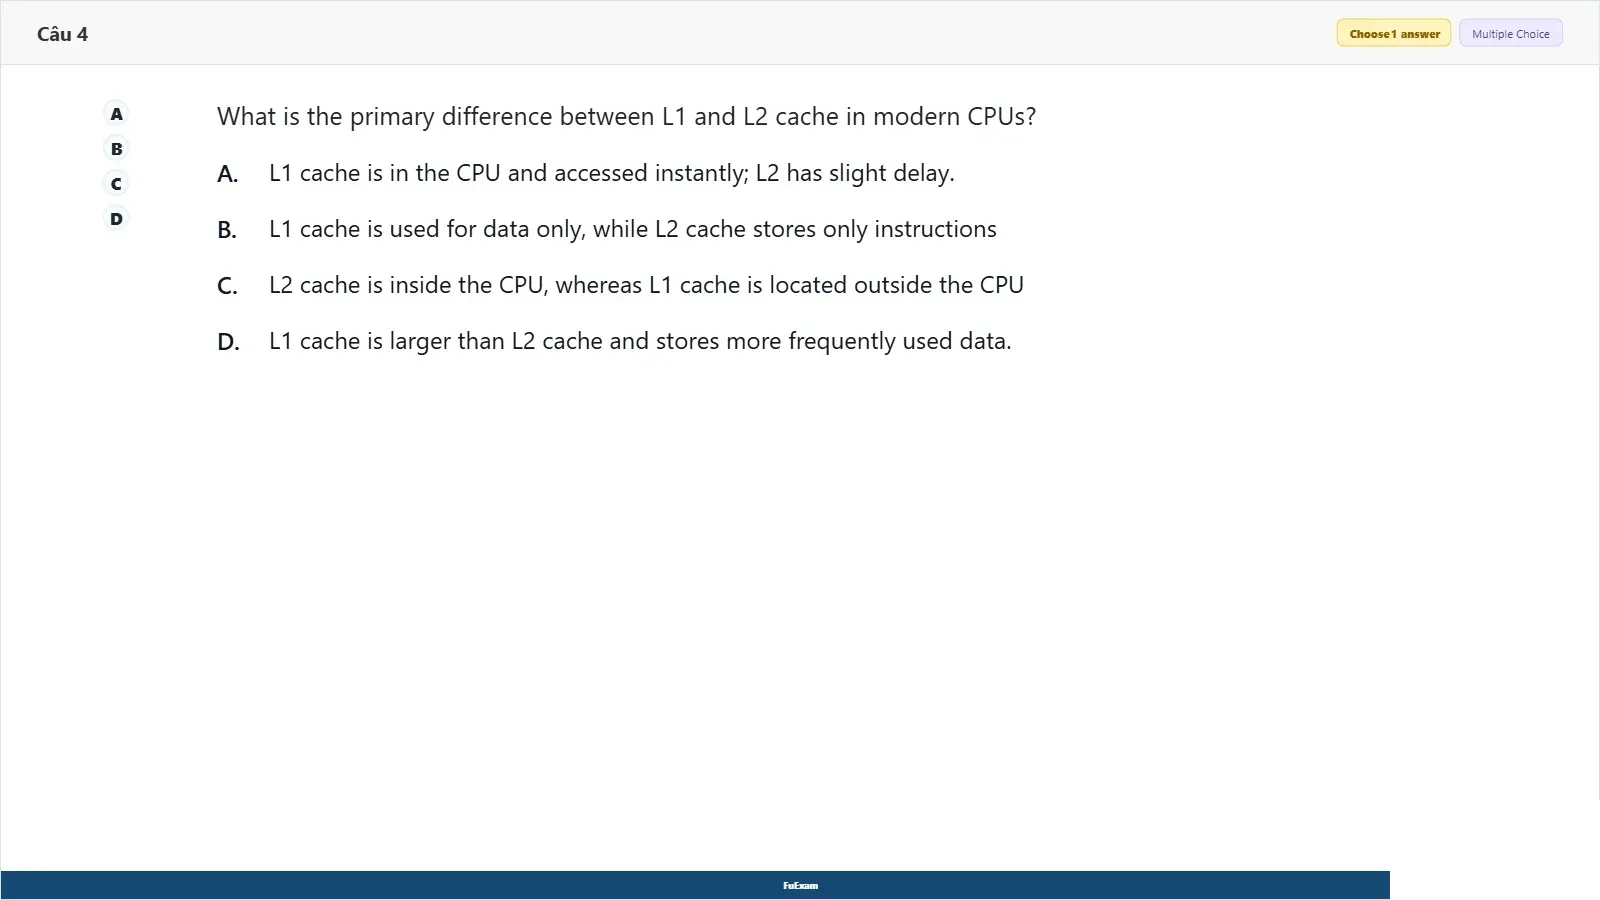 Câu 4
Choose 1 answer
Multiple Choice
A
B
C
D
What is the primary difference between L1 and L2 cache in modern CPUs?
A. L1 cache is in the CPU and accessed instantly; L2 has slight delay.
B. L1 cache is used for data only, while L2 cache stores only instructions
C. L2 cache is inside the CPU, whereas L1 cache is located outside the CPU
D. L1 cache is larger than L2 cache and stores more frequently used data.
FuExam